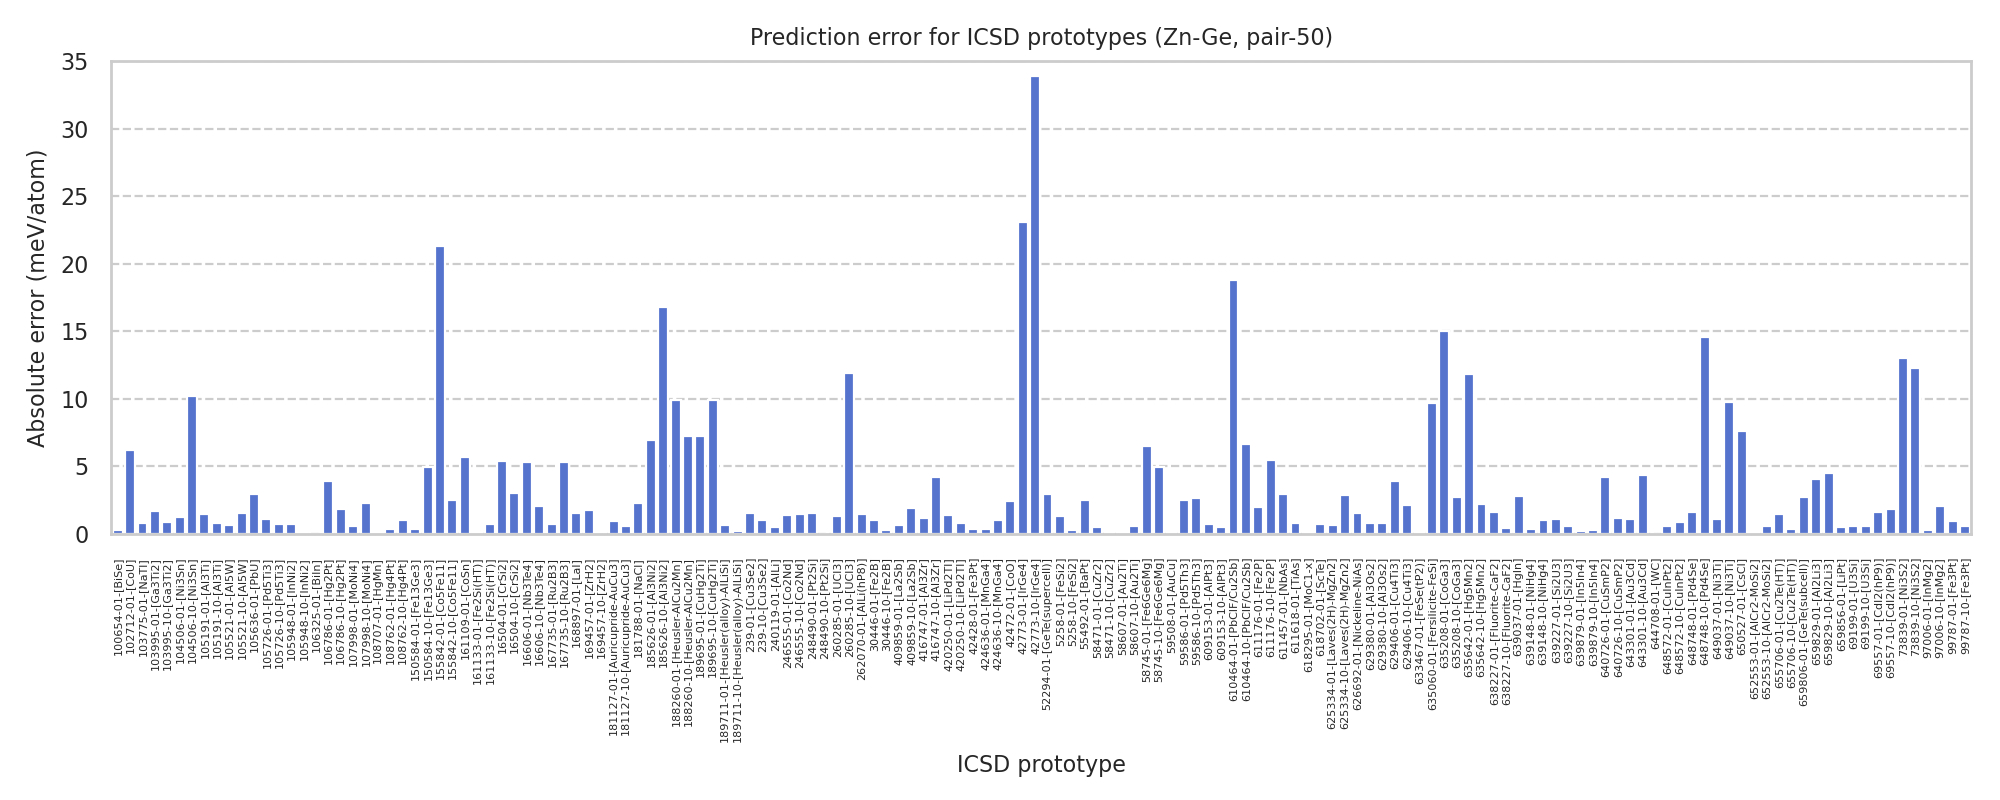 Prediction error for ICSD prototypes (Zn-Ge, pair-50)
Absolute error (meV/atom)
35
30
25
20
15
10
5
0
100654-01-[BiSe]
102712-01-[CoU]
103775-01-[NaTl]
103995-01-[Ga3Ti2]
103995-10-[Ga3Ti2]
104506-01-[Ni3Sn]
104506-10-[Ni3Sn]
105191-01-[Al3Ti]
105191-10-[Al3Ti]
105521-01-[Al5W]
105521-10-[Al5W]
105636-01-[PbU]
105726-01-[Pd5Ti3]
105726-10-[Pd5Ti3]
105948-01-[InNi2]
105948-10-[InNi2]
106325-01-[BiIn]
106786-01-[Hg2Pt]
106786-10-[Hg2Pt]
107998-01-[MoNi4]
107998-10-[MoNi4]
108707-01-[HgMn]
108762-01-[Hg4Pt]
108762-10-[Hg4Pt]
150584-01-[Fe13Ge3]
150584-10-[Fe13Ge3]
155842-01-[Co5Fe11]
155842-10-[Co5Fe11]
161109-01-[CoSn]
161133-01-[Fe2Si(HT)]
161133-10-[Fe2Si(HT)]
16504-01-[CrSi2]
16504-10-[CrSi2]
16606-01-[Nb3Te4]
16606-10-[Nb3Te4]
167735-01-[Ru2B3]
167735-10-[Ru2B3]
168897-01-[LaI]
169457-01-[ZrH2]
169457-10-[ZrH2]
181127-01-[Auricupride-AuCu3]
181127-10-[Auricupride-AuCu3]
181788-01-[NaCl]
185626-01-[Al3Ni2]
185626-10-[Al3Ni2]
188260-01-[Heusler-AlCu2Mn]
188260-10-[Heusler-AlCu2Mn]
189695-01-[CuHg2Ti]
189695-10-[CuHg2Ti]
189711-01-[Heusler(alloy)-AlLiSi]
189711-10-[Heusler(alloy)-AlLiSi]
239-01-[Cu3Se2]
239-10-[Cu3Se2]
240119-01-[AlLi]
246555-01-[Co2Nd]
246555-10-[Co2Nd]
248490-01-[Pt2Si]
248490-10-[Pt2Si]
260285-01-[UCl3]
260285-10-[UCl3]
262070-01-[AlLi(hP8)]
30446-01-[Fe2B]
30446-10-[Fe2B]
409859-01-[La2Sb]
409859-10-[La2Sb]
416747-01-[Al3Zr]
416747-10-[Al3Zr]
420250-01-[LiPd2Tl]
420250-10-[LiPd2Tl]
42428-01-[Fe3Pt]
424636-01-[MnGa4]
424636-10-[MnGa4]
42472-01-[CoO]
42773-01-[IrGe4]
42773-10-[IrGe4]
52294-01-[GeTe(supercell)]
5258-01-[FeSi2]
5258-10-[FeSi2]
55492-01-[BaPt]
58471-01-[CuZr2]
58471-10-[CuZr2]
58607-01-[Au2Ti]
58607-10-[Au2Ti]
58745-01-[Fe6Ge6Mg]
58745-10-[Fe6Ge6Mg]
59508-01-[AuCu]
59586-01-[Pd5Th3]
59586-10-[Pd5Th3]
609153-01-[AlPt3]
609153-10-[AlPt3]
610464-01-[PbClF/Cu2Sb]
610464-10-[PbClF/Cu2Sb]
611176-01-[Fe2P]
611176-10-[Fe2P]
611457-01-[NbAs]
611618-01-[TiAs]
618295-01-[MoC1-x]
618702-01-[ScTe]
625334-01-[Laves(2H)-MgZn2]
625334-10-[Laves(2H)-MgZn2]
626692-01-[Nickeline-NiAs]
629380-01-[Al3Os2]
629380-10-[Al3Os2]
629406-01-[Cu4Ti3]
629406-10-[Cu4Ti3]
633467-01-[FeSe(tP2)]
635060-01-[Fersilicite-FeSi]
635208-01-[CoGa3]
635208-10-[CoGa3]
635642-01-[Hg5Mn2]
635642-10-[Hg5Mn2]
638227-01-[Fluorite-CaF2]
638227-10-[Fluorite-CaF2]
639037-01-[HgIn]
639148-01-[NiHg4]
639148-10-[NiHg4]
639227-01-[Si2U3]
639227-10-[Si2U3]
639879-01-[In5In4]
639879-10-[In5In4]
640726-01-[CuSmP2]
640726-10-[CuSmP2]
643301-01-[Au3Cd]
643301-10-[Au3Cd]
644708-01-[WC]
648572-01-[CuInPt2]
648572-10-[CuInPt2]
648748-01-[Pd4Se]
648748-10-[Pd4Se]
649037-01-[Ni3Ti]
649037-10-[Ni3Ti]
650527-01-[CsCl]
652553-01-[AlCr2-MoSi2]
652553-10-[AlCr2-MoSi2]
655706-01-[Cu2Te(HT)]
655706-10-[Cu2Te(HT)]
659806-01-[GeTe(subcell)]
659829-01-[Al2Li3]
659829-10-[Al2Li3]
659856-01-[LiPt]
69199-01-[U3Si]
69199-10-[U3Si]
69557-01-[CdI2(hP9)]
69557-10-[CdI2(hP9)]
73839-01-[Ni3S2]
73839-10-[Ni3S2]
97006-01-[InMg2]
97006-10-[InMg2]
99787-01-[Fe3Pt]
99787-10-[Fe3Pt]
ICSD prototype